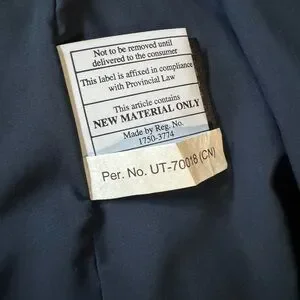 Not to be removed until
delivered to the consumer
This label is affixed in compliance
with Provincial Law
This article contains
NEW MATERIAL ONLY
Made by Reg. No.
1750-3774
Per. No. UT-70018 (CN)